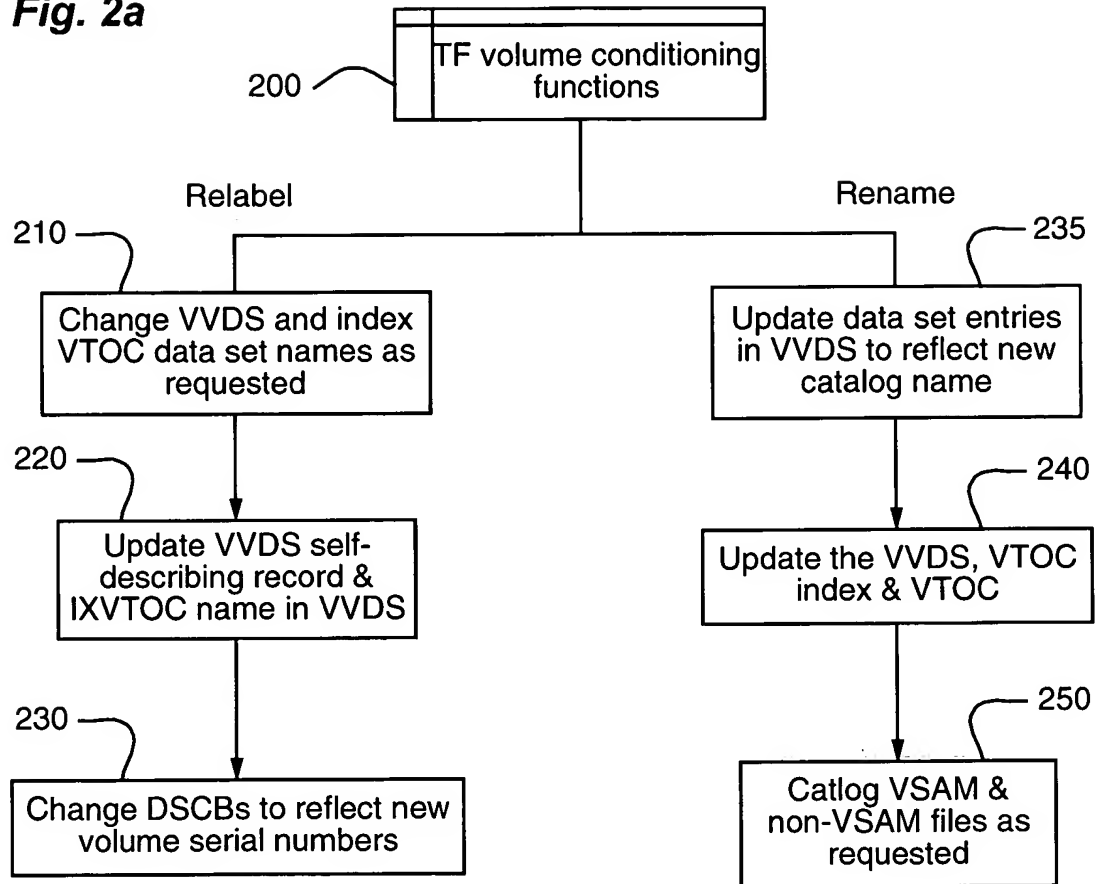 Fig. 2a
TF volume conditioning
functions
200
Relabel
Rename
210
235
Change VVDS and index
VTOC data set names as
requested
Update data set entries
in VVDS to reflect new
catalog name
220
240
Update VVDS self-
describing record &
IXVTOC name in VVDS
Update the VVDS, VTOC
index & VTOC
230
250
Change DSCBs to reflect new
volume serial numbers
Catlog VSAM &
non-VSAM files as
requested